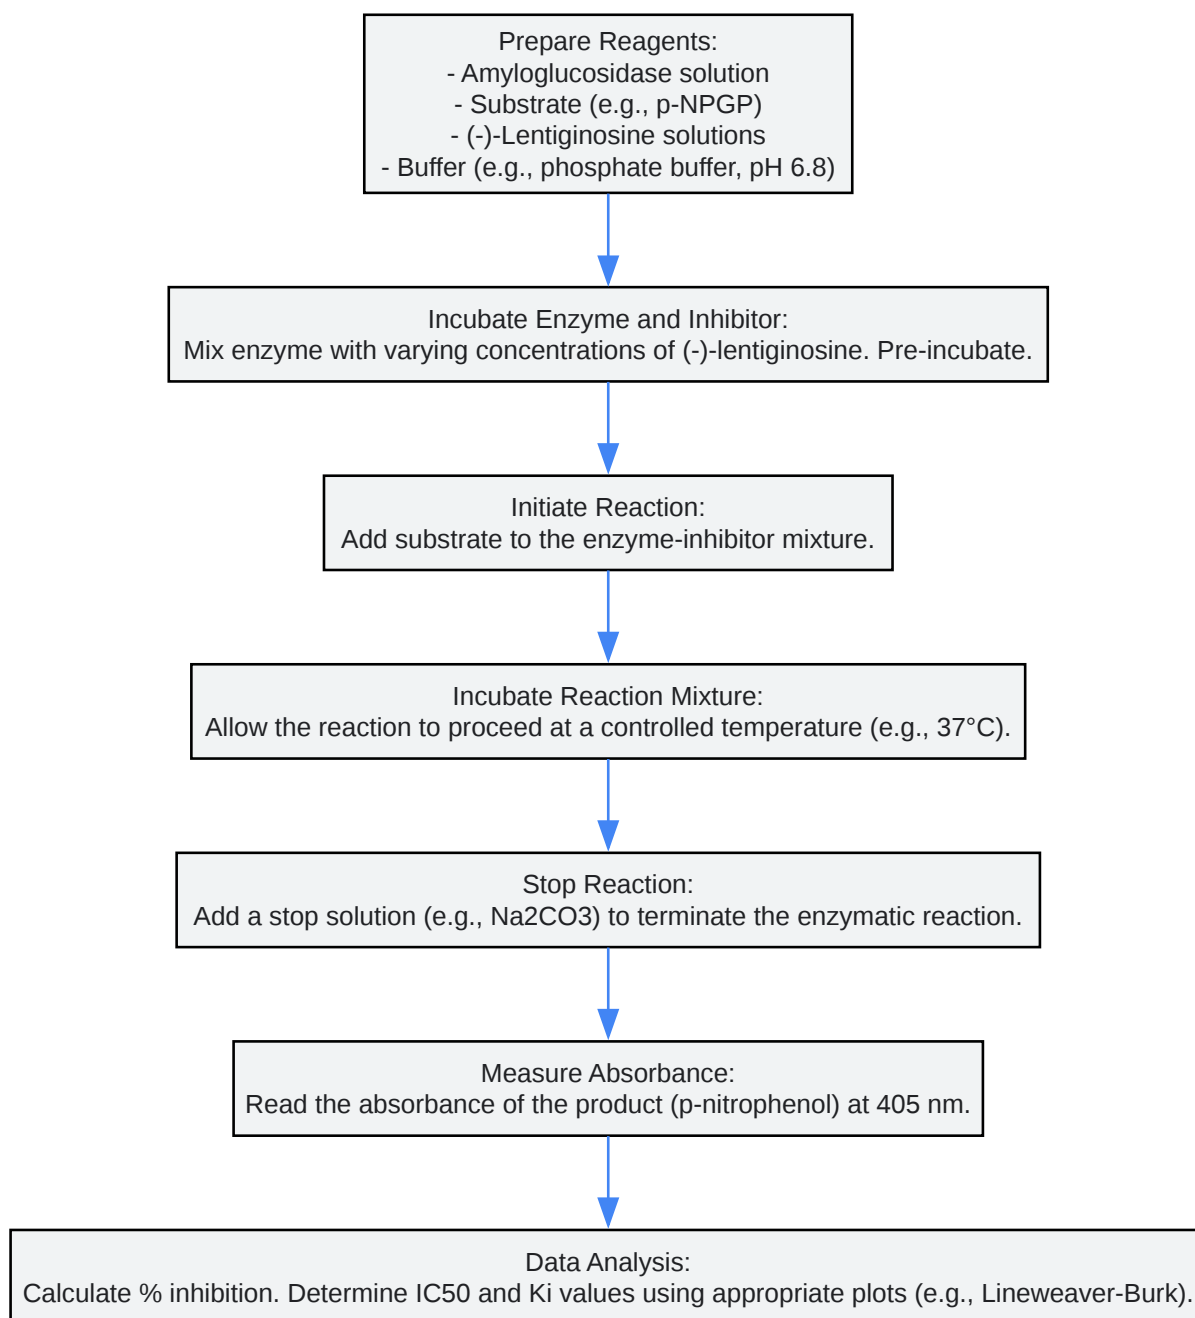 Prepare Reagents:
- Amyloglucosidase solution
- Substrate (e.g., p-NPGP)
- (-)-Lentiginosine solutions
- Buffer (e.g., phosphate buffer, pH 6.8)
Incubate Enzyme and Inhibitor:
Mix enzyme with varying concentrations of (-)-lentiginosine. Pre-incubate.
Initiate Reaction:
Add substrate to the enzyme-inhibitor mixture.
Incubate Reaction Mixture:
Allow the reaction to proceed at a controlled temperature (e.g., 37°C).
Stop Reaction:
Add a stop solution (e.g., Na2CO3) to terminate the enzymatic reaction.
Measure Absorbance:
Read the absorbance of the product (p-nitrophenol) at 405 nm.
Data Analysis:
Calculate % inhibition. Determine IC50 and Ki values using appropriate plots (e.g., Lineweaver-Burk).